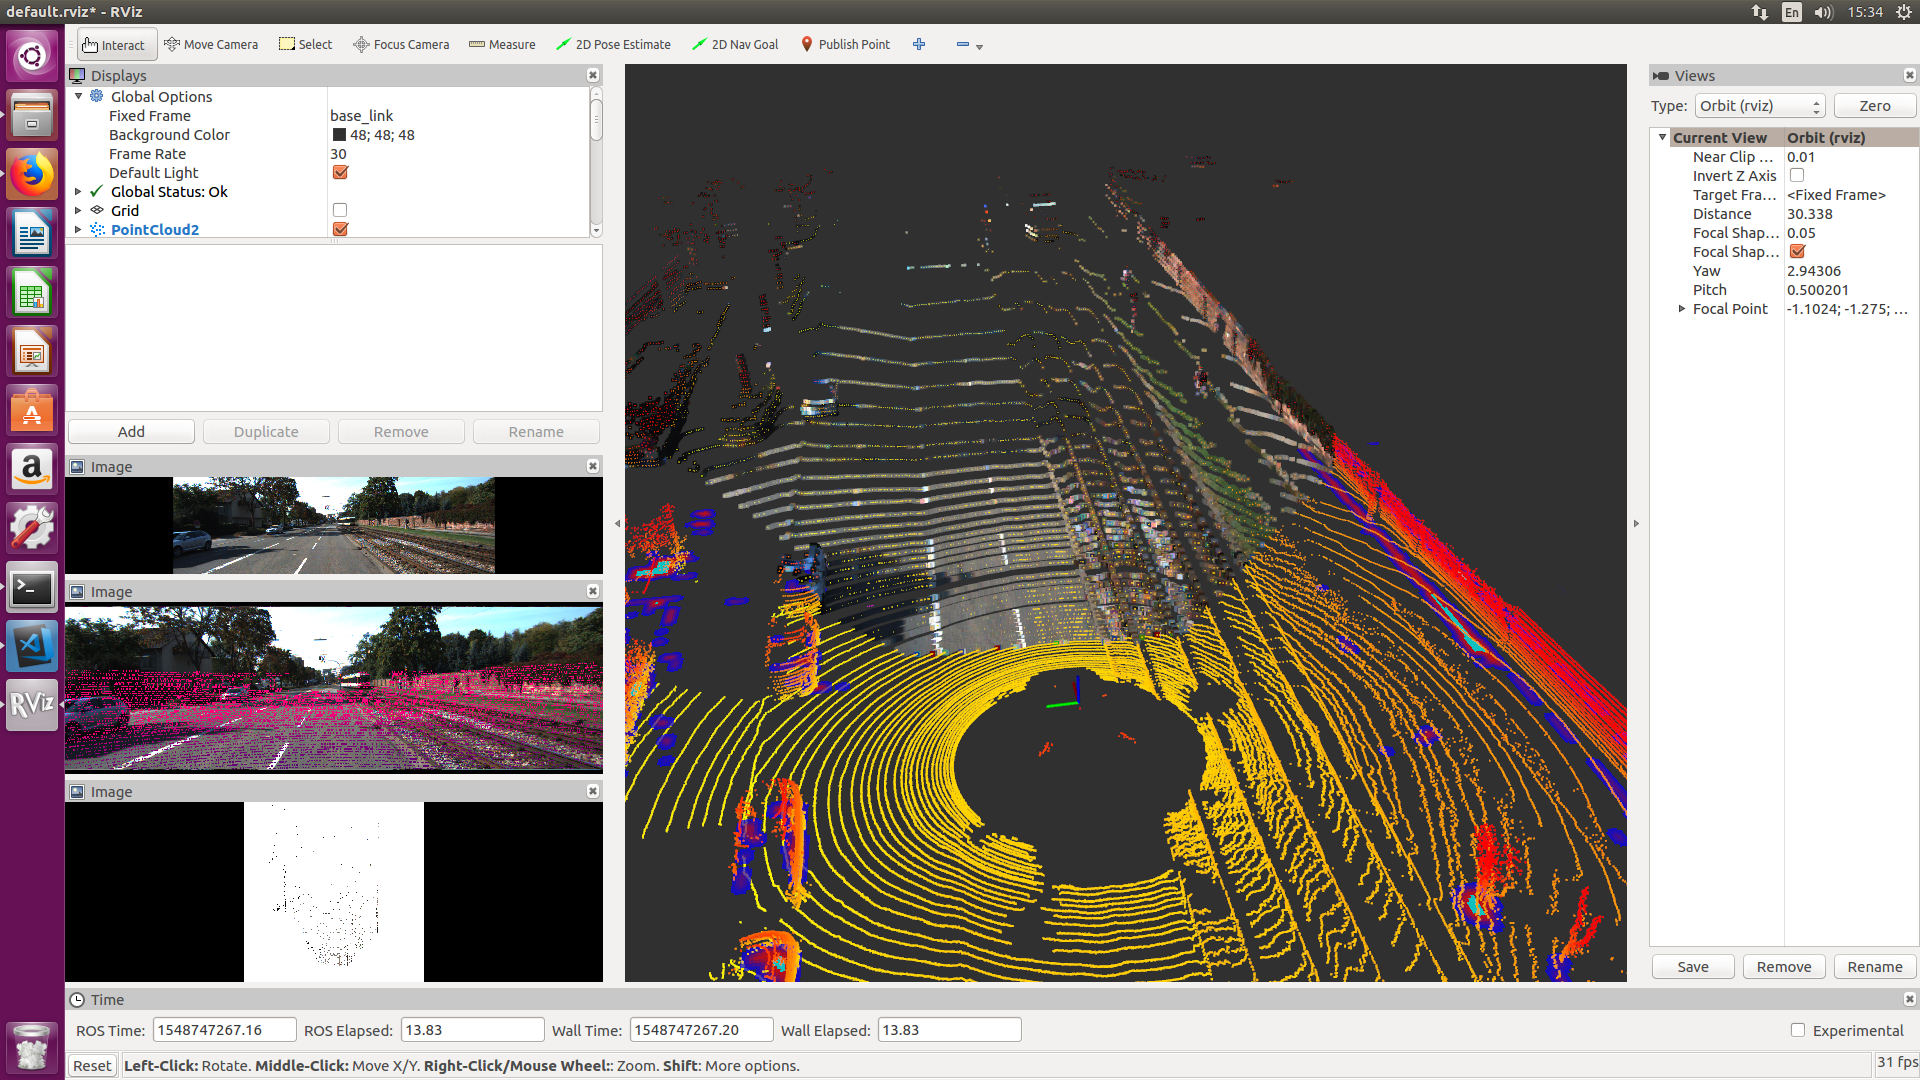 default.rviz* - RViz
En
15:34
Interact
Move Camera
Select
Focus Camera
Measure
2D Pose Estimate
2D Nav Goal
Publish Point
Displays
Global Options
Fixed Frame base_link
Background Color 48; 48; 48
Frame Rate 30
Default Light
Global Status: Ok
Grid
PointCloud2
Add
Duplicate
Remove
Rename
Image
Image
Image
RViz
Views
Type: Orbit (rviz) Zero
Current View Orbit (rviz)
Near Clip ... 0.01
Invert Z Axis
Target Fra... <Fixed Frame>
Distance 30.338
Focal Shap... 0.05
Focal Shap...
Yaw 2.94306
Pitch 0.500201
Focal Point -1.1024; -1.275; ...
Save
Remove
Rename
Time
ROS Time: 1548747267.16 ROS Elapsed: 13.83 Wall Time: 1548747267.20 Wall Elapsed: 13.83 Experimental
Reset Left-Click: Rotate. Middle-Click: Move X/Y. Right-Click/Mouse Wheel:: Zoom. Shift: More options. 31 fps